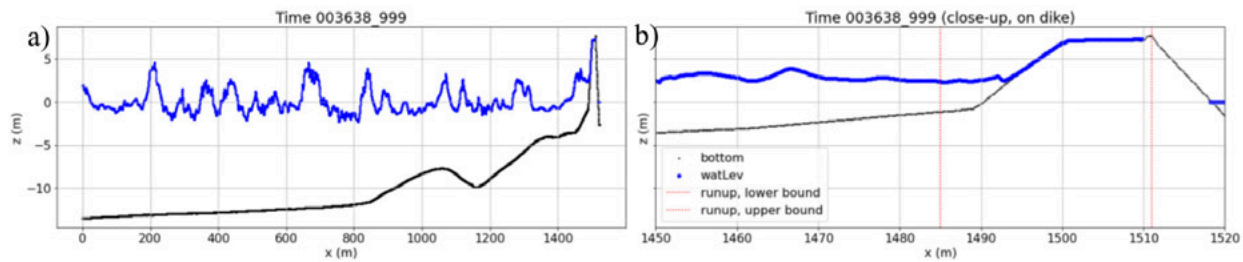 a)
Time 003638_999
z (m)
5
0
−5
−10
0 200 400 600 800 1000 1200 1400
x (m)
b)
Time 003638_999 (close-up, on dike)
z (m)
bottom
watLev
runup, lower bound
runup, upper bound
1450 1460 1470 1480 1490 1500 1510 1520
x (m)